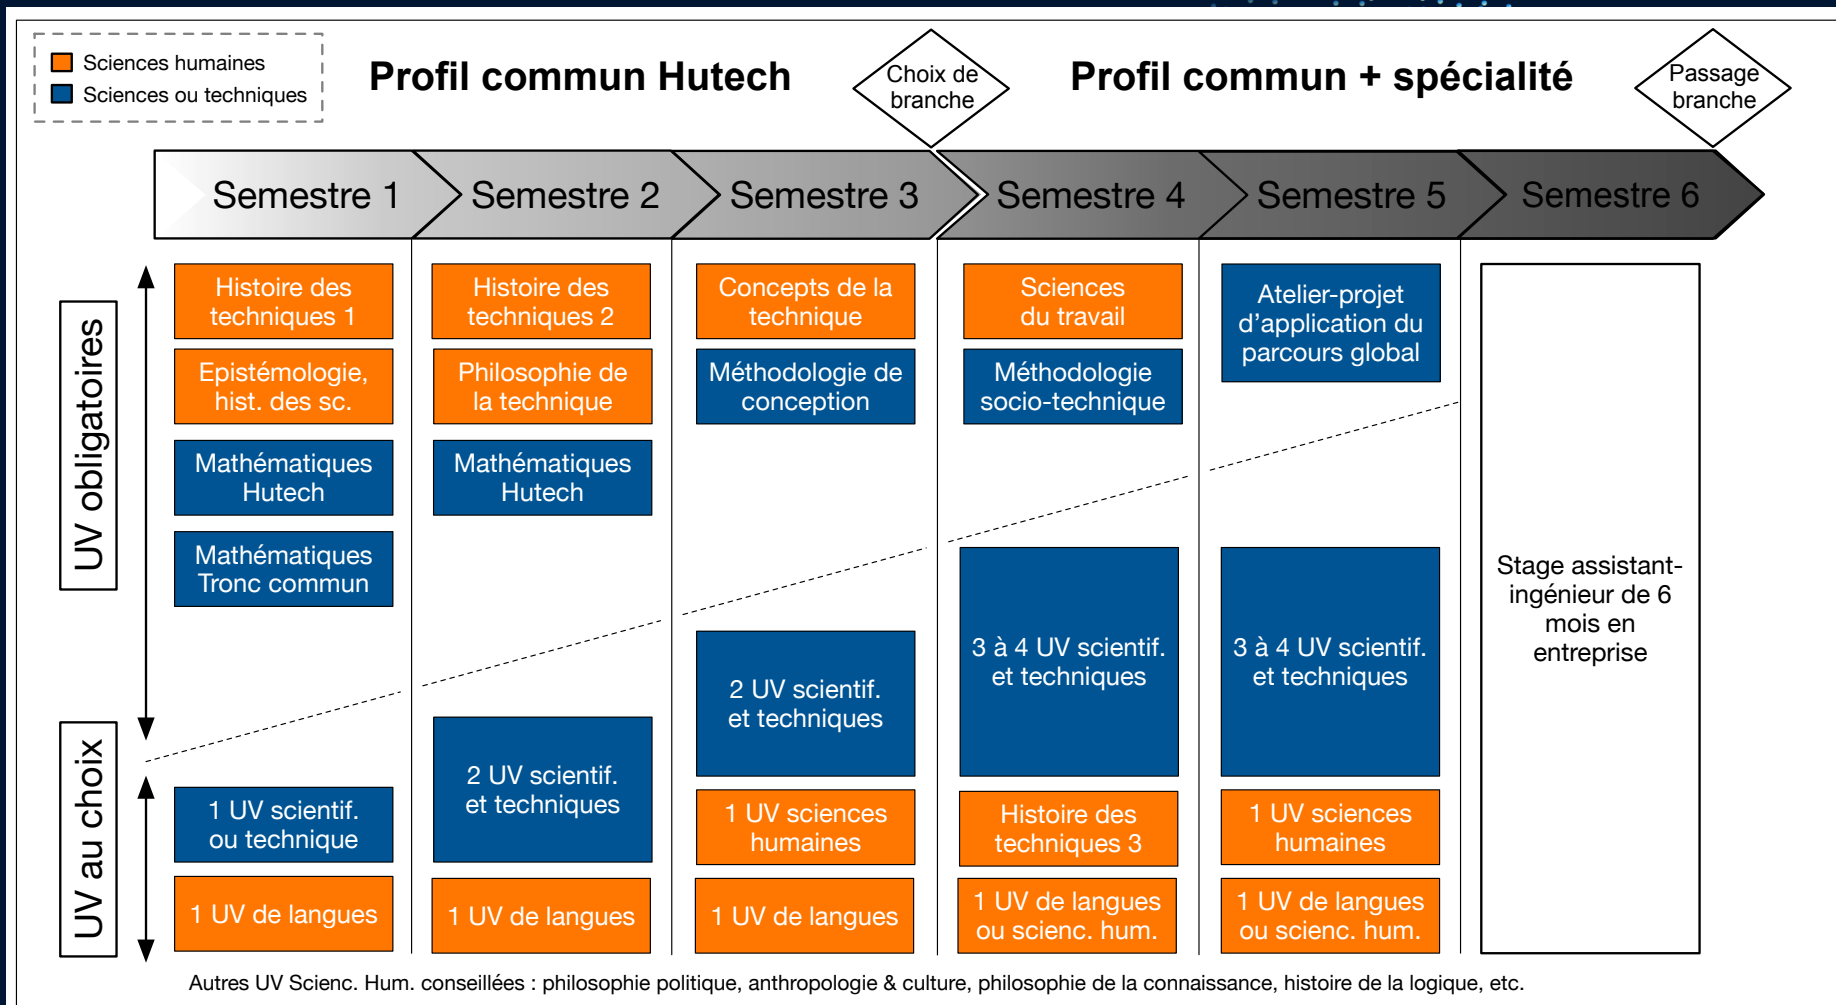 Sciences humaines
Sciences ou techniques
Profil commun Hutech
Choix de
branche
Profil commun + spécialité
Passage
branche
Semestre 1
Semestre 2
Semestre 3
Semestre 4
Semestre 5
Semestre 6
UV obligatoires
UV au choix
Histoire des
techniques 1
Epistémologie,
hist. des sc.
Mathématiques
Hutech
Mathématiques
Tronc commun
1 UV scientif.
ou technique
1 UV de langues
Histoire des
techniques 2
Philosophie de
la technique
Mathématiques
Hutech
2 UV scientif.
et techniques
1 UV de langues
Concepts de la
technique
Méthodologie de
conception
2 UV scientif.
et techniques
1 UV sciences
humaines
1 UV de langues
Sciences
du travail
Méthodologie
socio-technique
3 à 4 UV scientif.
et techniques
Histoire des
techniques 3
1 UV de langues
ou scienc. hum.
Atelier-projet
d'application du
parcours global
3 à 4 UV scientif.
et techniques
1 UV sciences
humaines
1 UV de langues
ou scienc. hum.
Stage assistant-
ingénieur de 6
mois en
entreprise
Autres UV Scienc. Hum. conseillées : philosophie politique, anthropologie & culture, philosophie de la connaissance, histoire de la logique, etc.